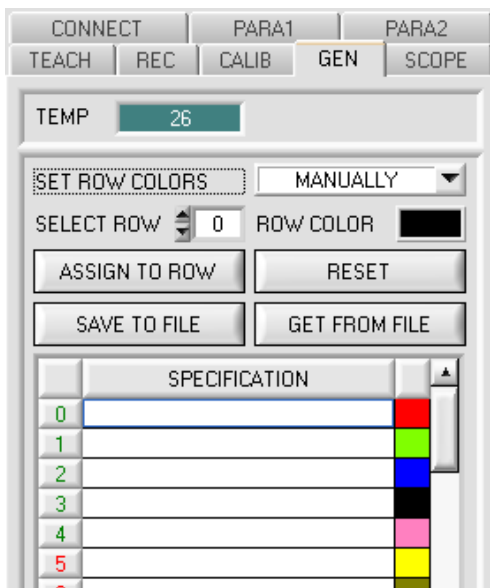 CONNECT PARA1 PARA2
TEACH REC CALIB GEN SCOPE
TEMP 26
SET ROW COLORS MANUALLY
SELECT ROW 0 ROW COLOR
ASSIGN TO ROW RESET
SAVE TO FILE GET FROM FILE
SPECIFICATION
0
1
2
3
4
5